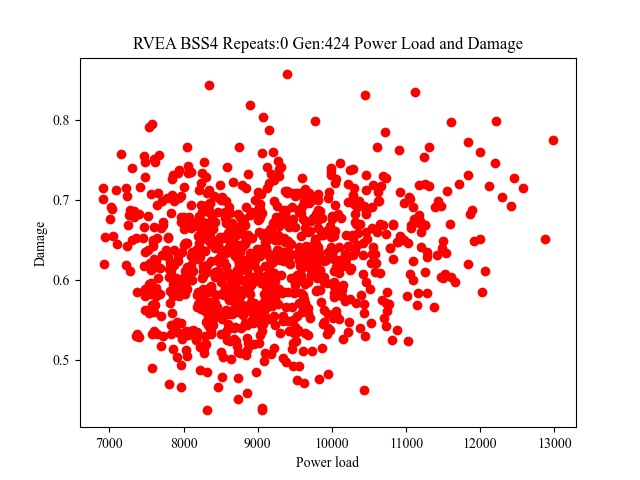 RVEA BSS4 Repeats:0 Gen:424 Power Load and Damage
0.8
0.7
0.6
0.5
Damage
7000 8000 9000 10000 11000 12000 13000
Power load